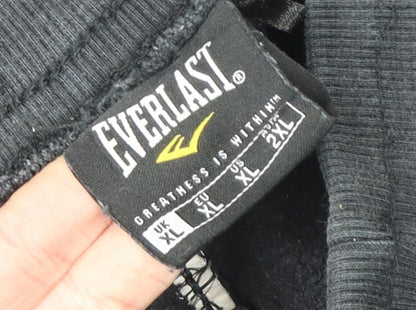 EVERLAST®
GREATNESS IS WITHIN™
UK EU US
XL XL XL 2XL